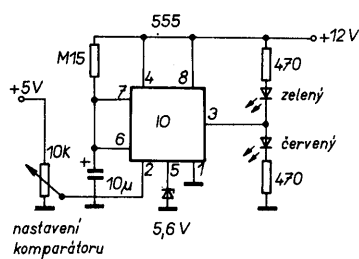 555
+12V
M15
470
4
8
zelený
+5V
7
3
IO
6
červený
10k
+
2
5
1
10µ
470
5,6 V
nastavení
komparátoru